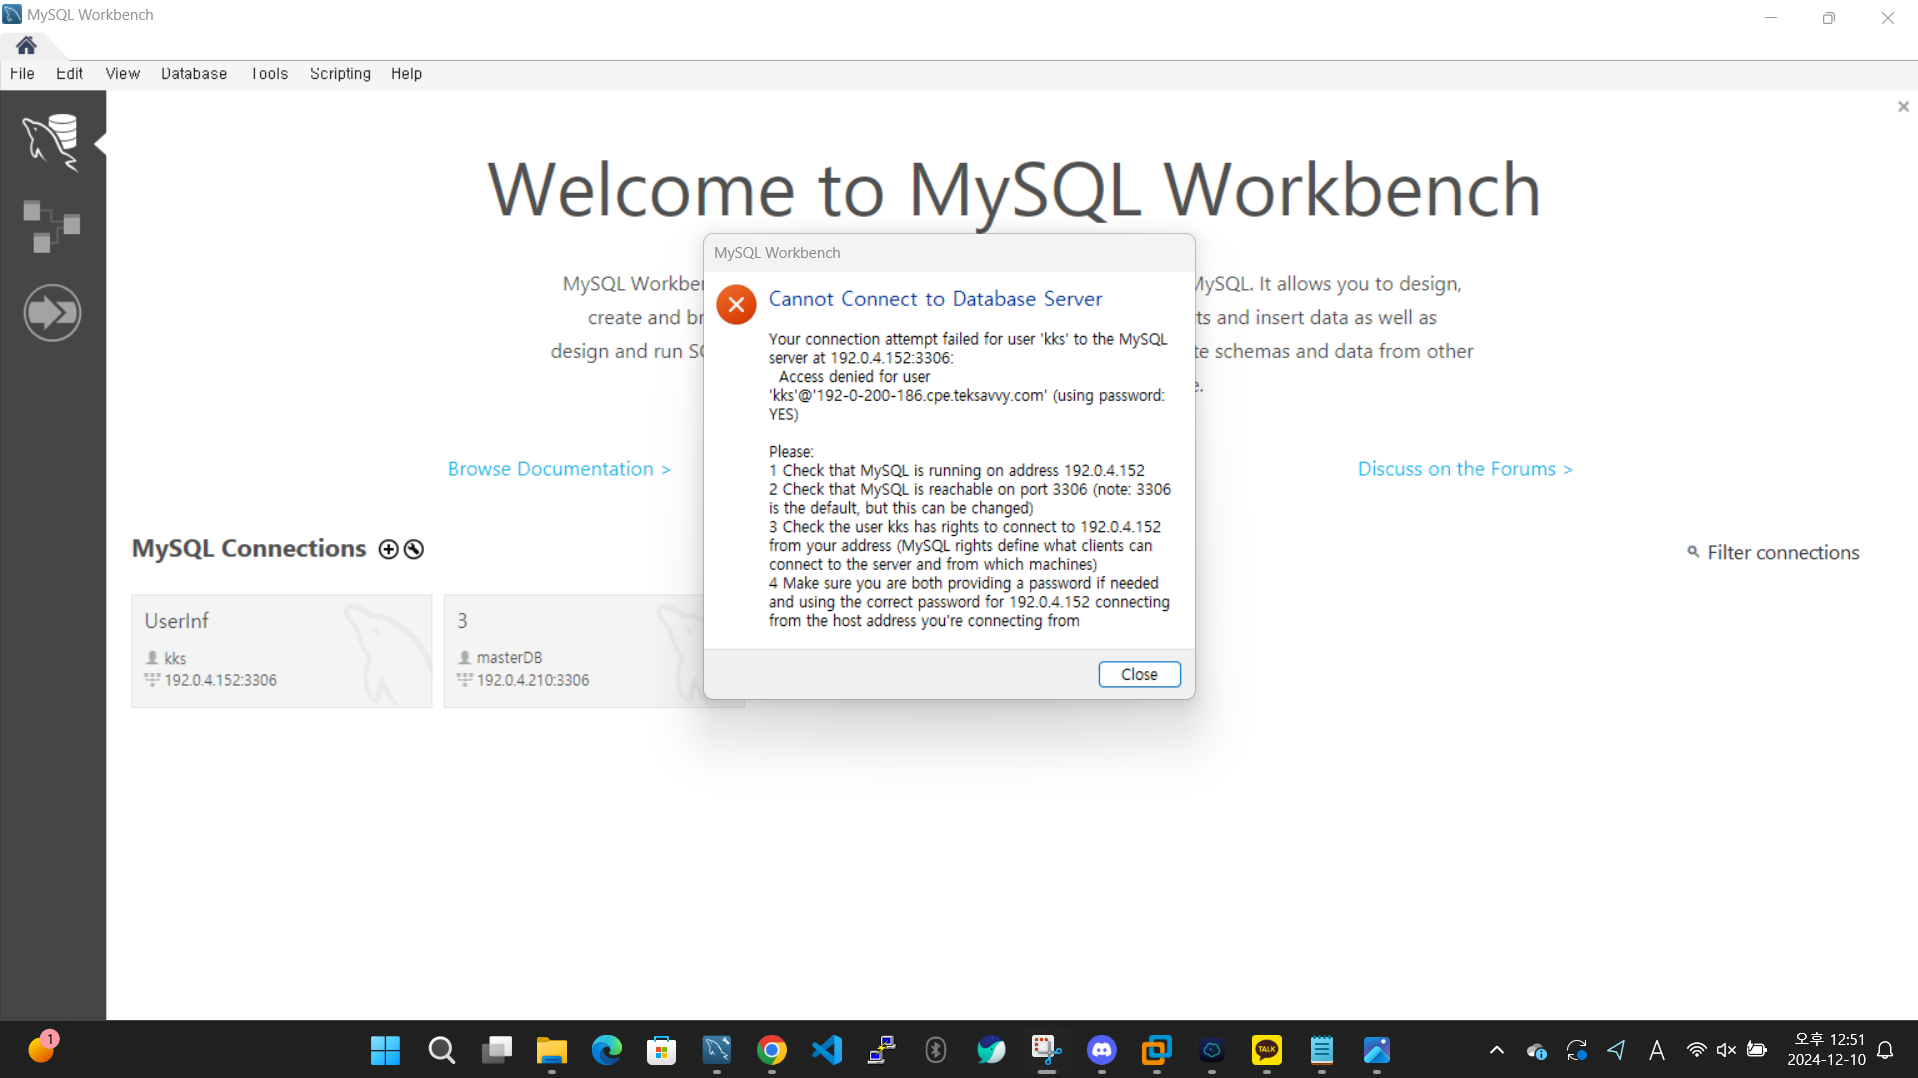 MySQL Workbench
File Edit View Database Tools Scripting Help
Welcome to MySQL Workbench
MySQL Workben
MySQL. It allows you to design,
create and br
ts and insert data as well as
design and run SQ
te schemas and data from other
e.
Browse Documentation >
Discuss on the Forums >
MySQL Connections
Filter connections
UserInf
kks
192.0.4.152:3306
3
masterDB
192.0.4.210:3306
MySQL Workbench
Cannot Connect to Database Server
Your connection attempt failed for user 'kks' to the MySQL
server at 192.0.4.152:3306:
Access denied for user
'kks'@'192-0-200-186.cpe.teksavvy.com' (using password:
YES)
Please:
1 Check that MySQL is running on address 192.0.4.152
2 Check that MySQL is reachable on port 3306 (note: 3306
is the default, but this can be changed)
3 Check the user kks has rights to connect to 192.0.4.152
from your address (MySQL rights define what clients can
connect to the server and from which machines)
4 Make sure you are both providing a password if needed
and using the correct password for 192.0.4.152 connecting
from the host address you're connecting from
Close
1
TALK
A
오후 12:51
2024-12-10